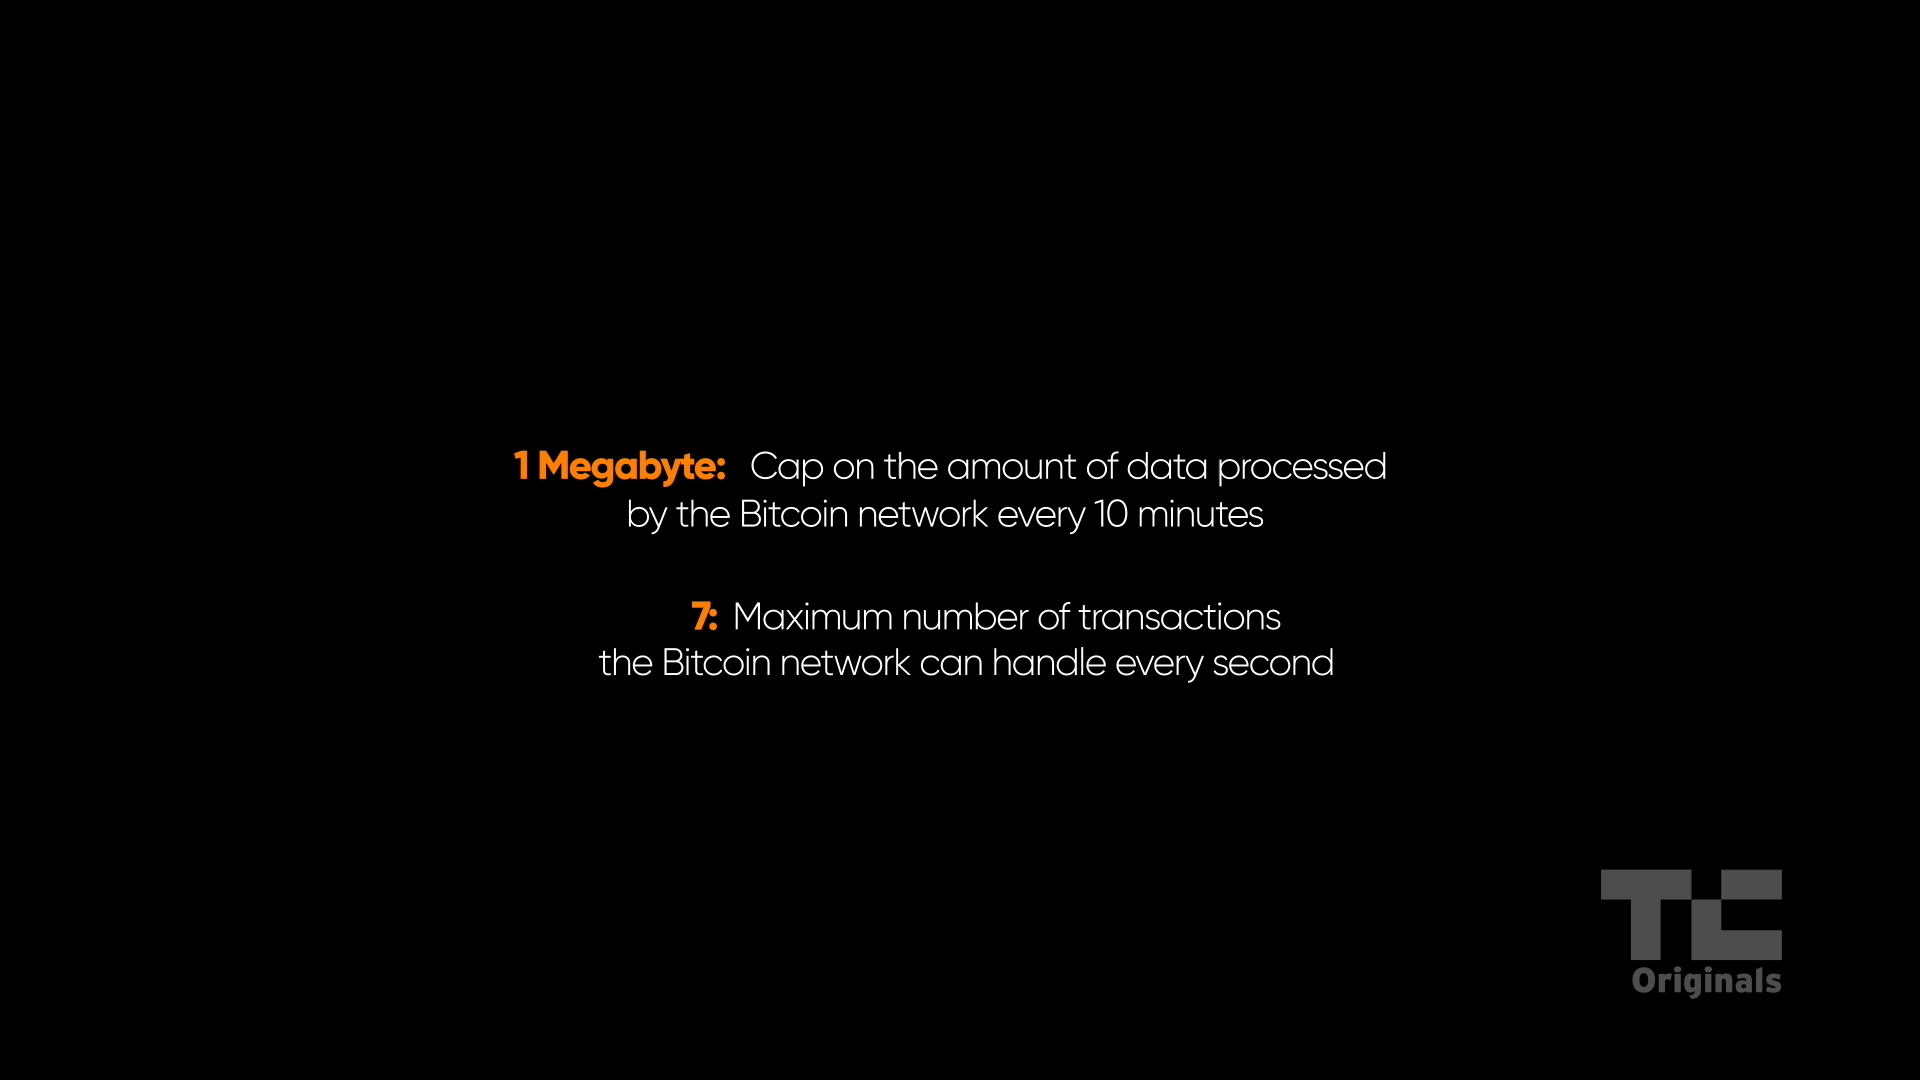 1 Megabyte: Cap on the amount of data processed
by the Bitcoin network every 10 minutes
7: Maximum number of transactions
the Bitcoin network can handle every second
TC
Originals